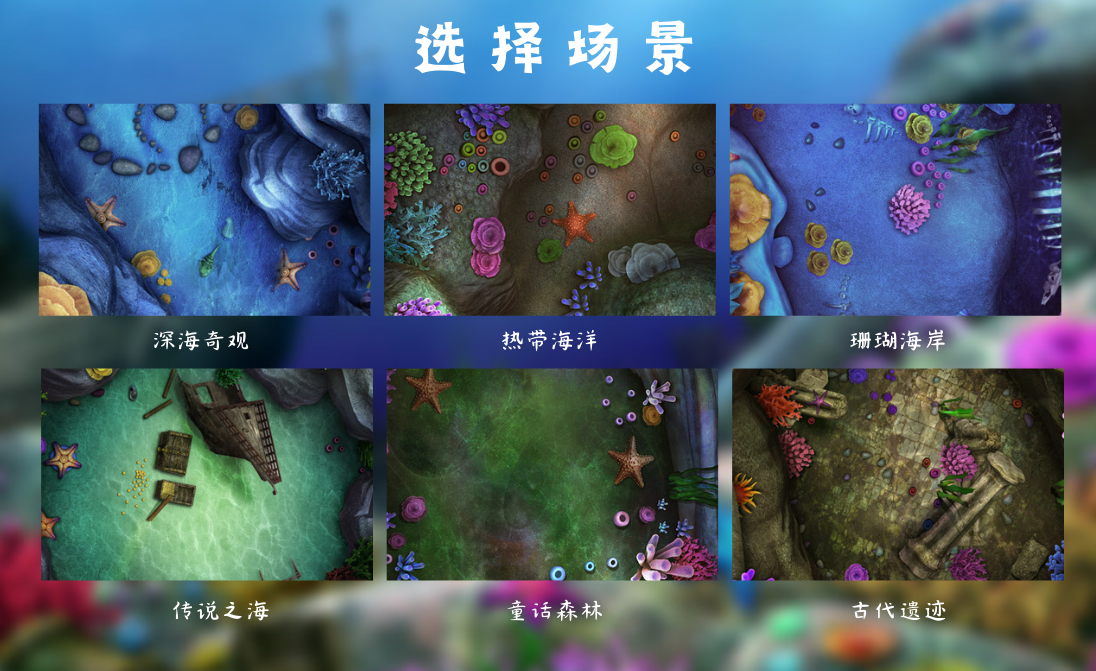 选择场景
深海奇观
热带海洋
珊瑚海岸
传说之海
童话森林
古代遗迹